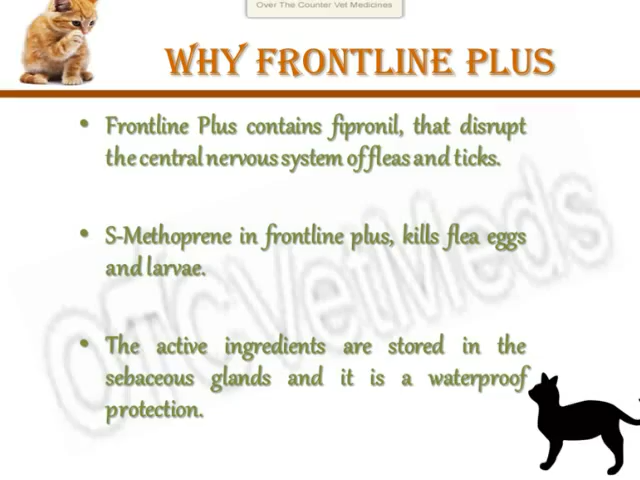 Over The Counter Vet Medicines
WHY FRONTLINE PLUS
• Frontline Plus contains fipronil, that disrupt
the central nervous system of fleas and ticks.
• S-Methoprene in frontline plus, kills flea eggs
and larvae.
• The active ingredients are stored in the
sebaceous glands and it is a waterproof
protection.
OTCVetMeds